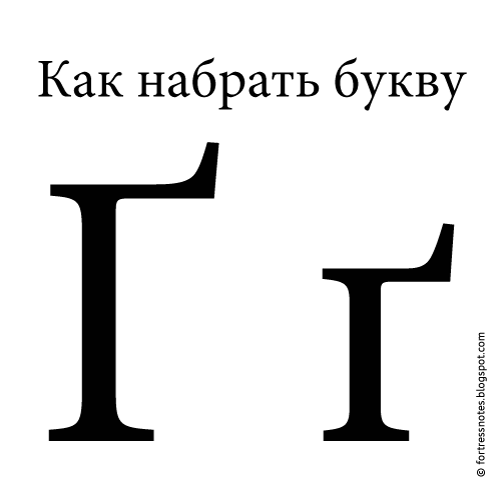 Как набрать букву
Ґ ґ
© fortressnotes.blogspot.com